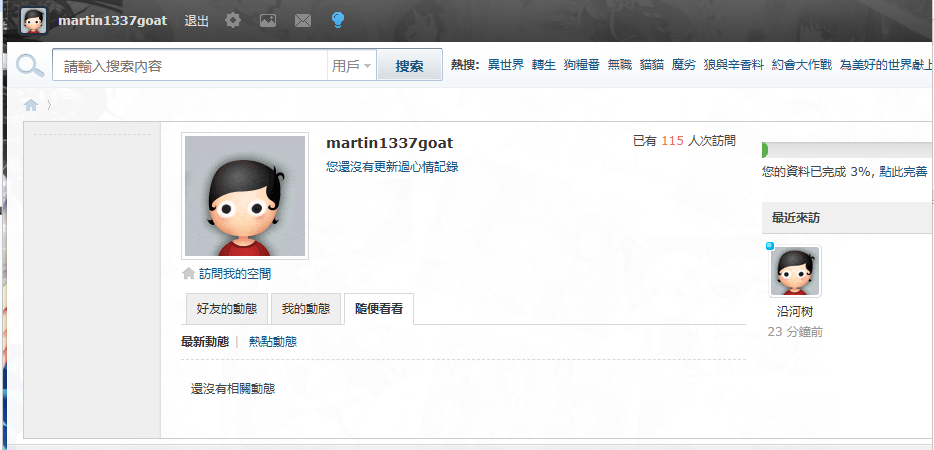 martin1337goat 退出
請輸入搜索內容 用戶 搜索 熱搜: 異世界 轉生 狗糧番 無職 貓貓 魔劣 狼與辛香料 約會大作戰 為美好的世界獻上
martin1337goat
您還沒有更新過心情記錄
已有 115 人次訪問
訪問我的空間
好友的動態 我的動態 隨便看看
最新動態 | 熱點動態
還沒有相關動態
您的資料已完成 3%, 點此完善
最近來訪
沿河树
23 分鐘前